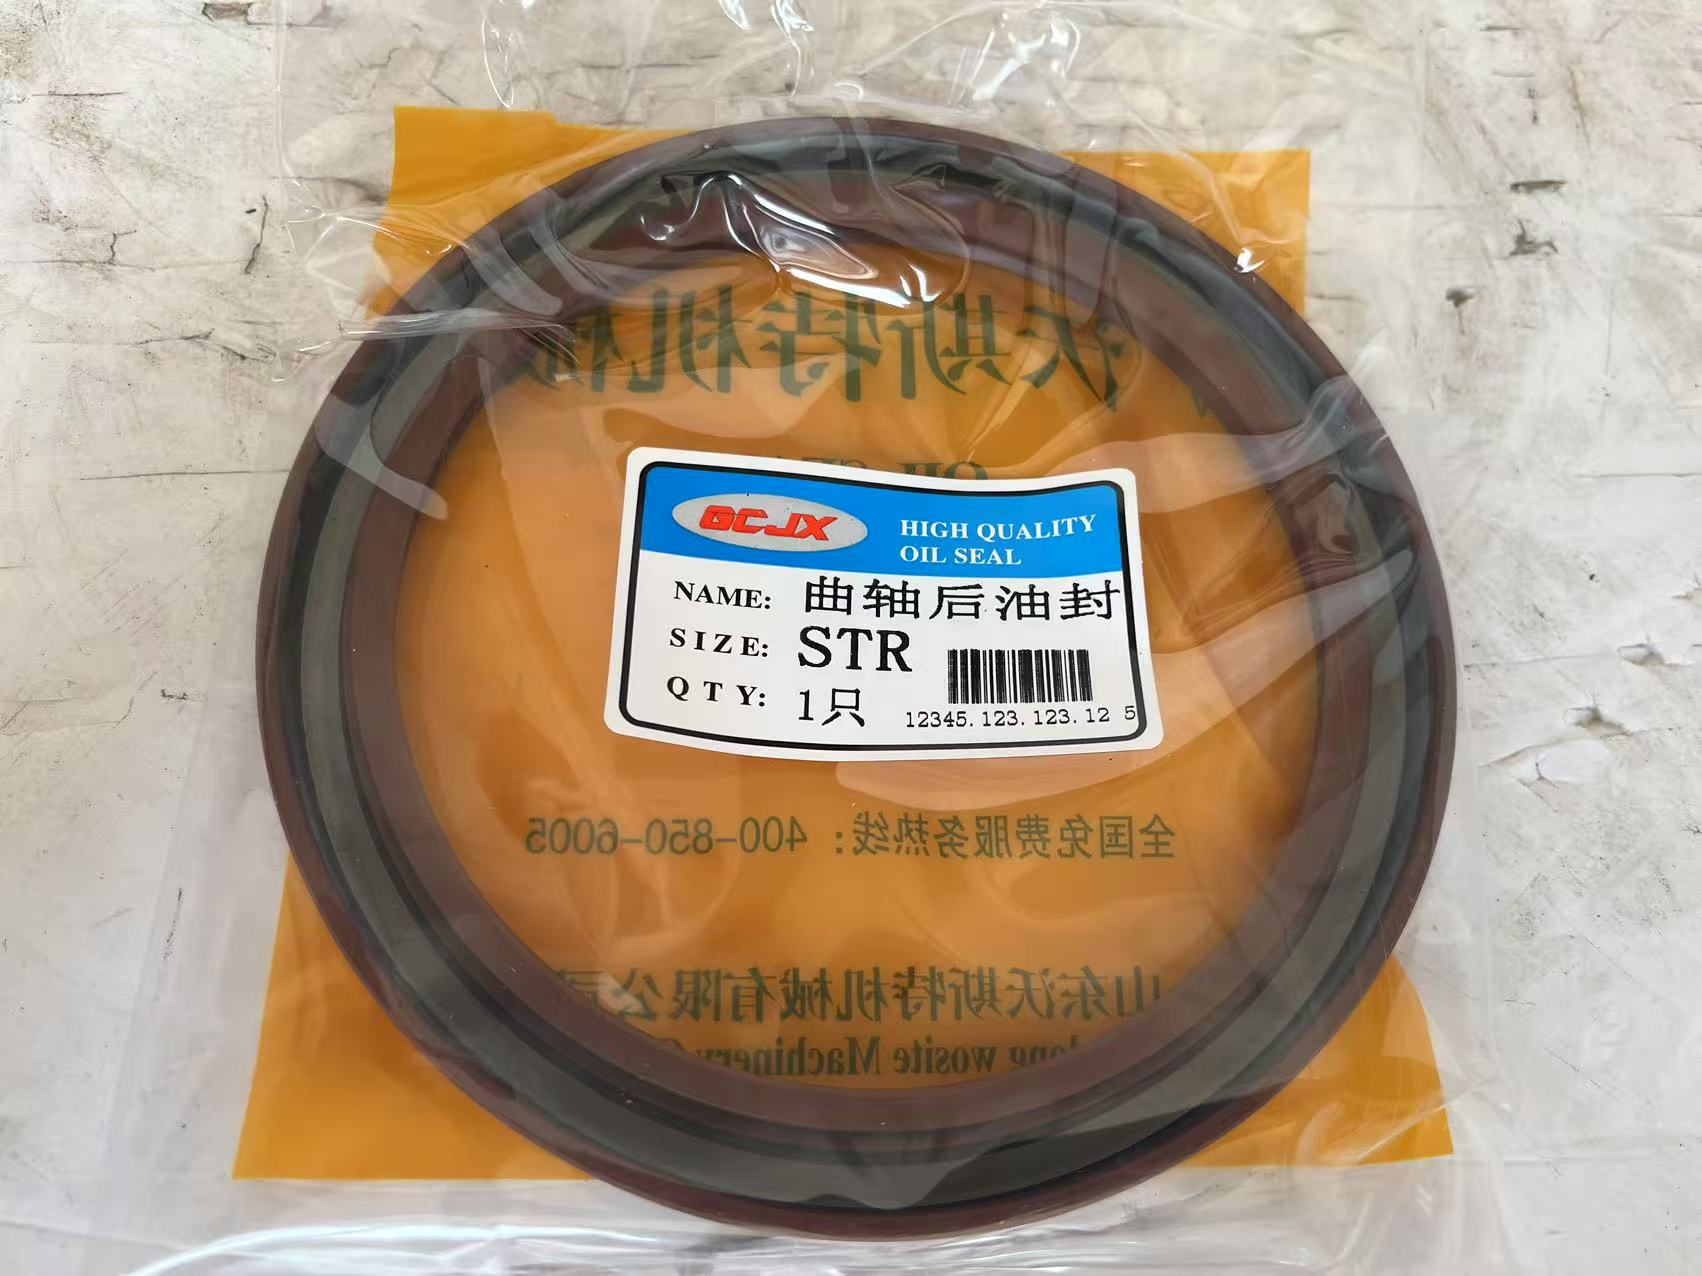 沃斯特机械
OIL SEA
GCJX
HIGH QUALITY
OIL SEAL
NAME: 曲轴后油封
SIZE: STR
QTY: 1只
12345.123.123.12 5
全国免费服务热线：400-850-6005
山东沃斯特机械有限公司
wosite Machinery